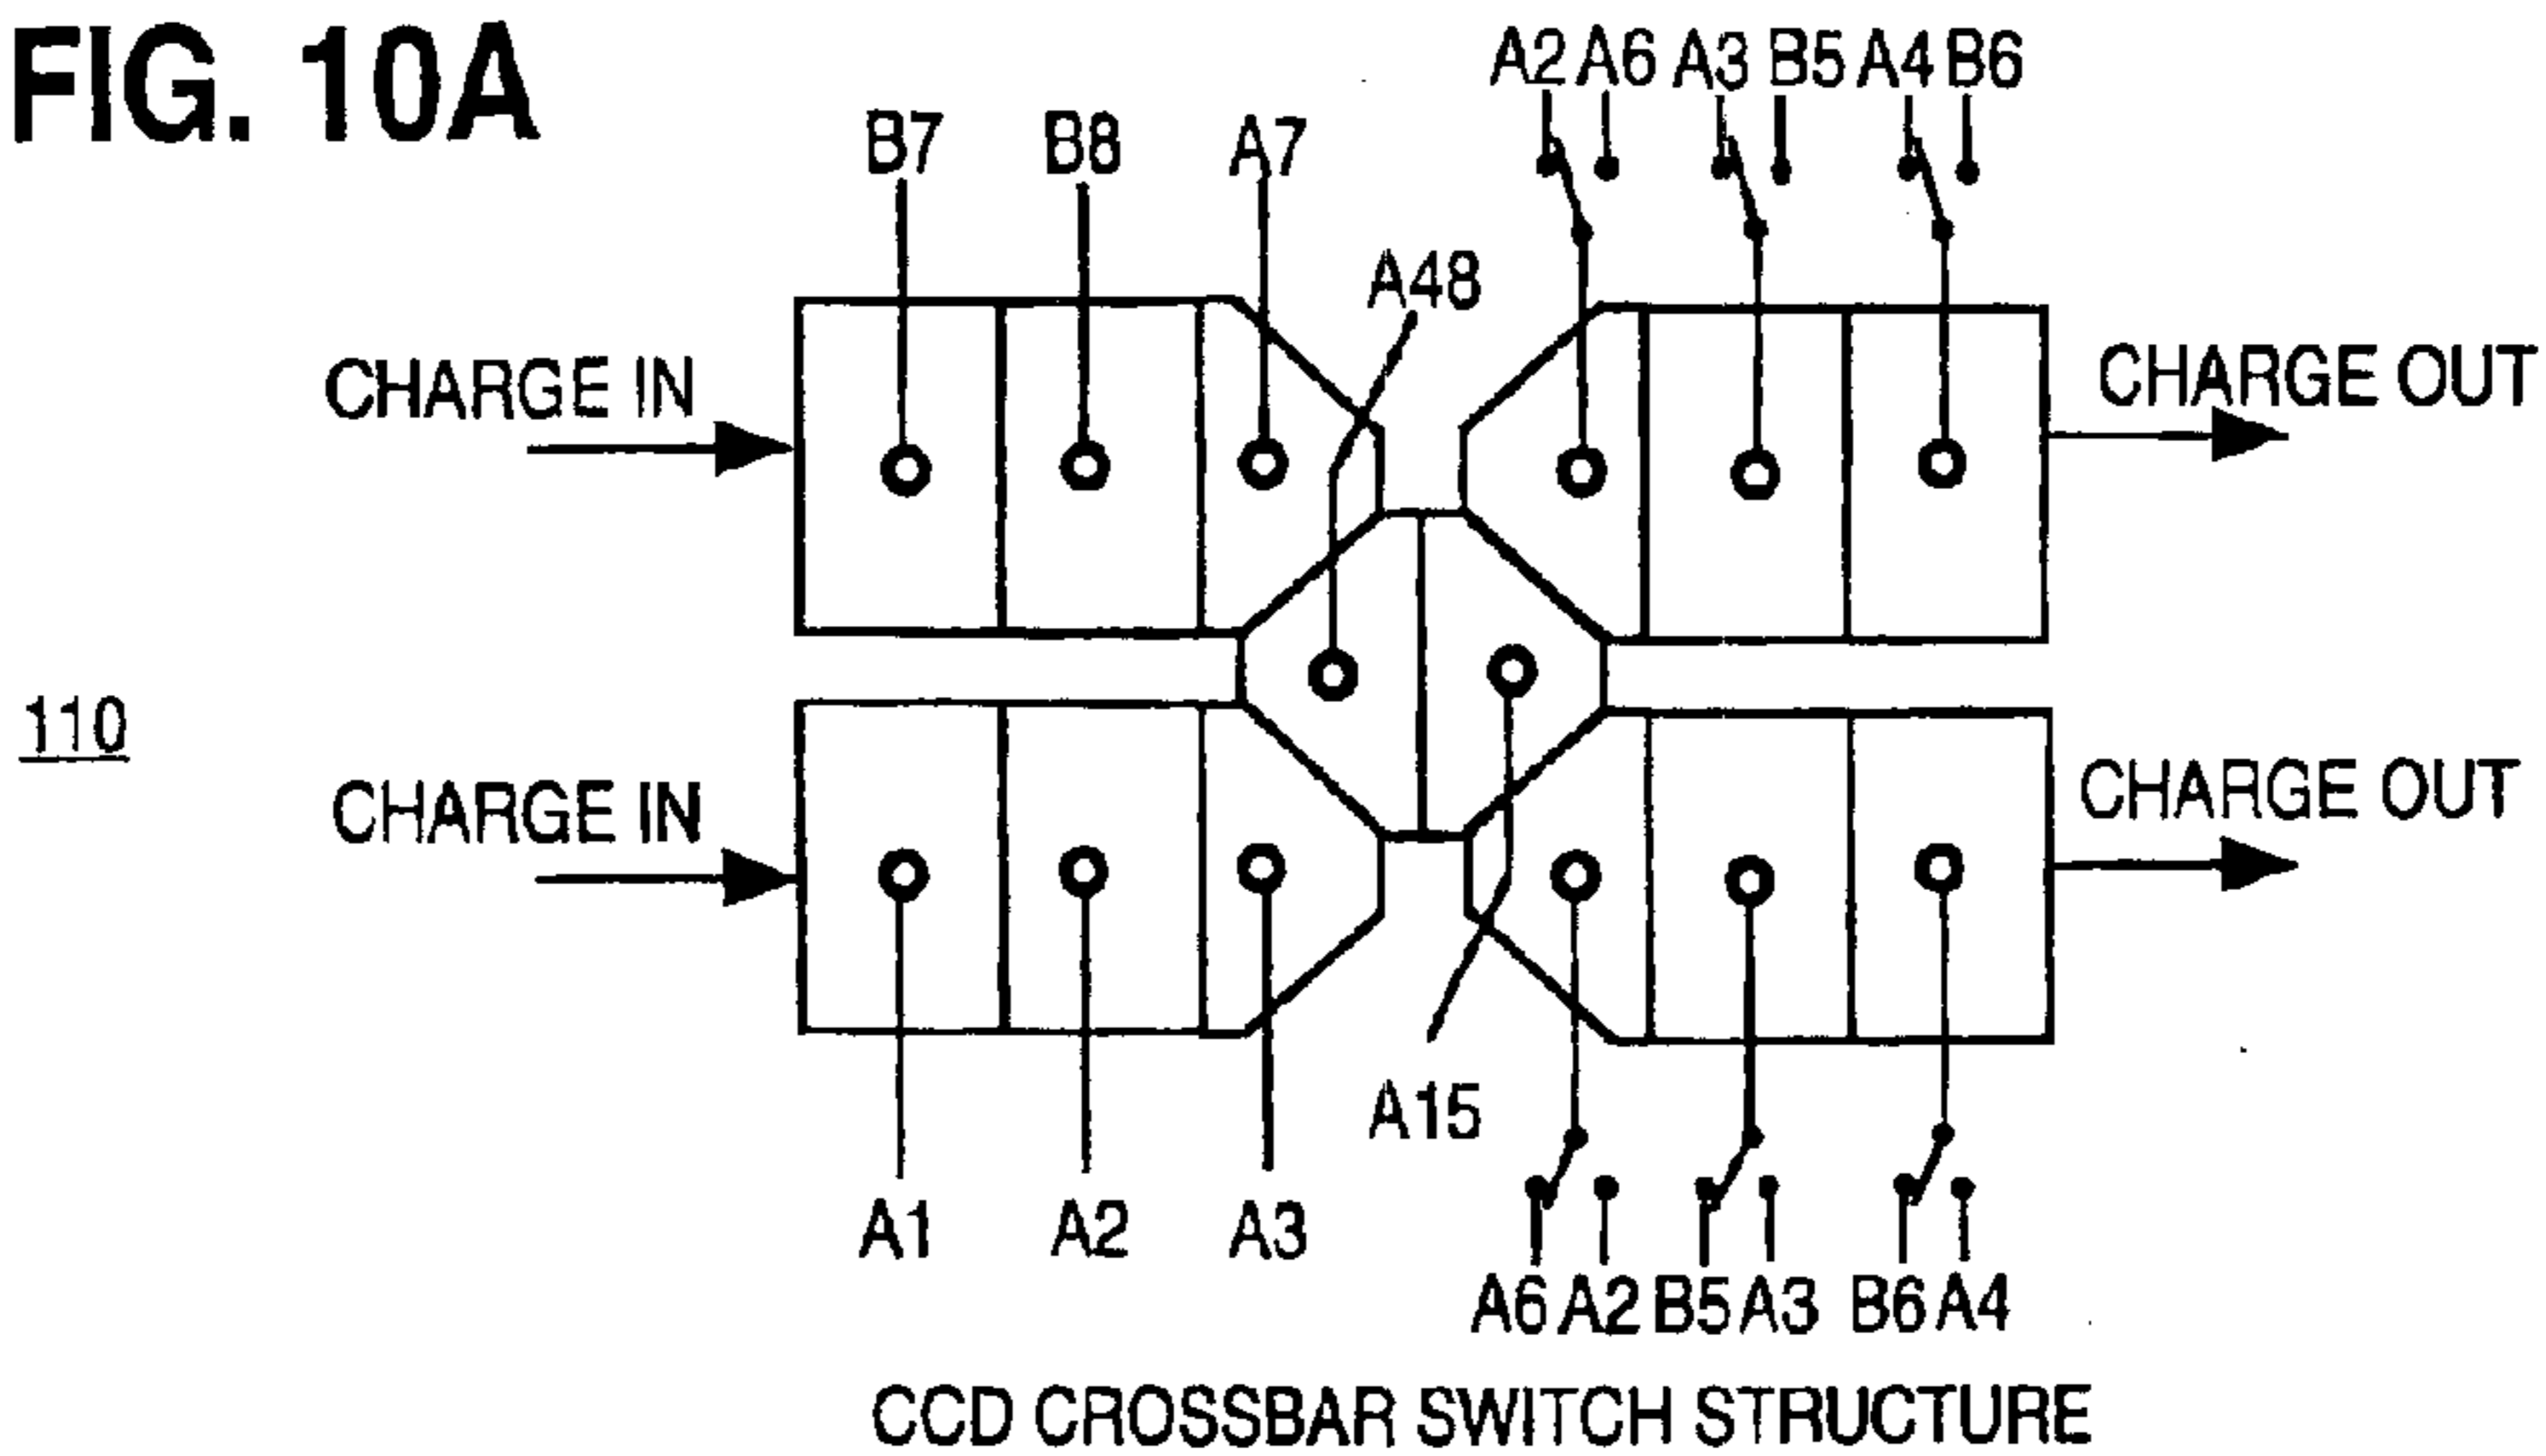 FIG. 10A
A2 A6 A3 B5 A4 B6
B7 B8 A7
A48
CHARGE IN
CHARGE OUT
110
CHARGE IN
CHARGE OUT
A15
A1 A2 A3
A6 A2 B5 A3 B6 A4
CCD CROSSBAR SWITCH STRUCTURE